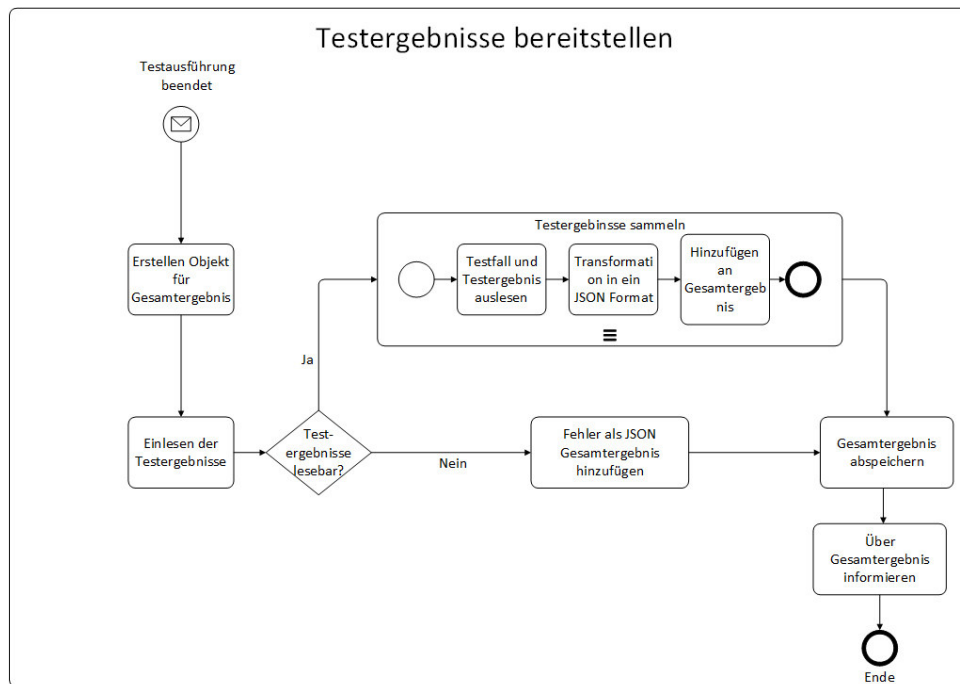 Testergebnisse bereitstellen
Testausführung
beendet
Erstellen Objekt
für
Gesamtergebnis
Einlesen der
Testergebnisse
Test-
ergebnisse
lesebar?
Ja
Testergebinsse sammeln
Testfall und
Testergebnis
auslesen
Transformati
on in ein
JSON Format
Hinzufügen
an
Gesamtergeb
nis
Nein
Fehler als JSON
Gesamtergebnis
hinzufügen
Gesamtergebnis
abspeichern
Über
Gesamtergebnis
informieren
Ende